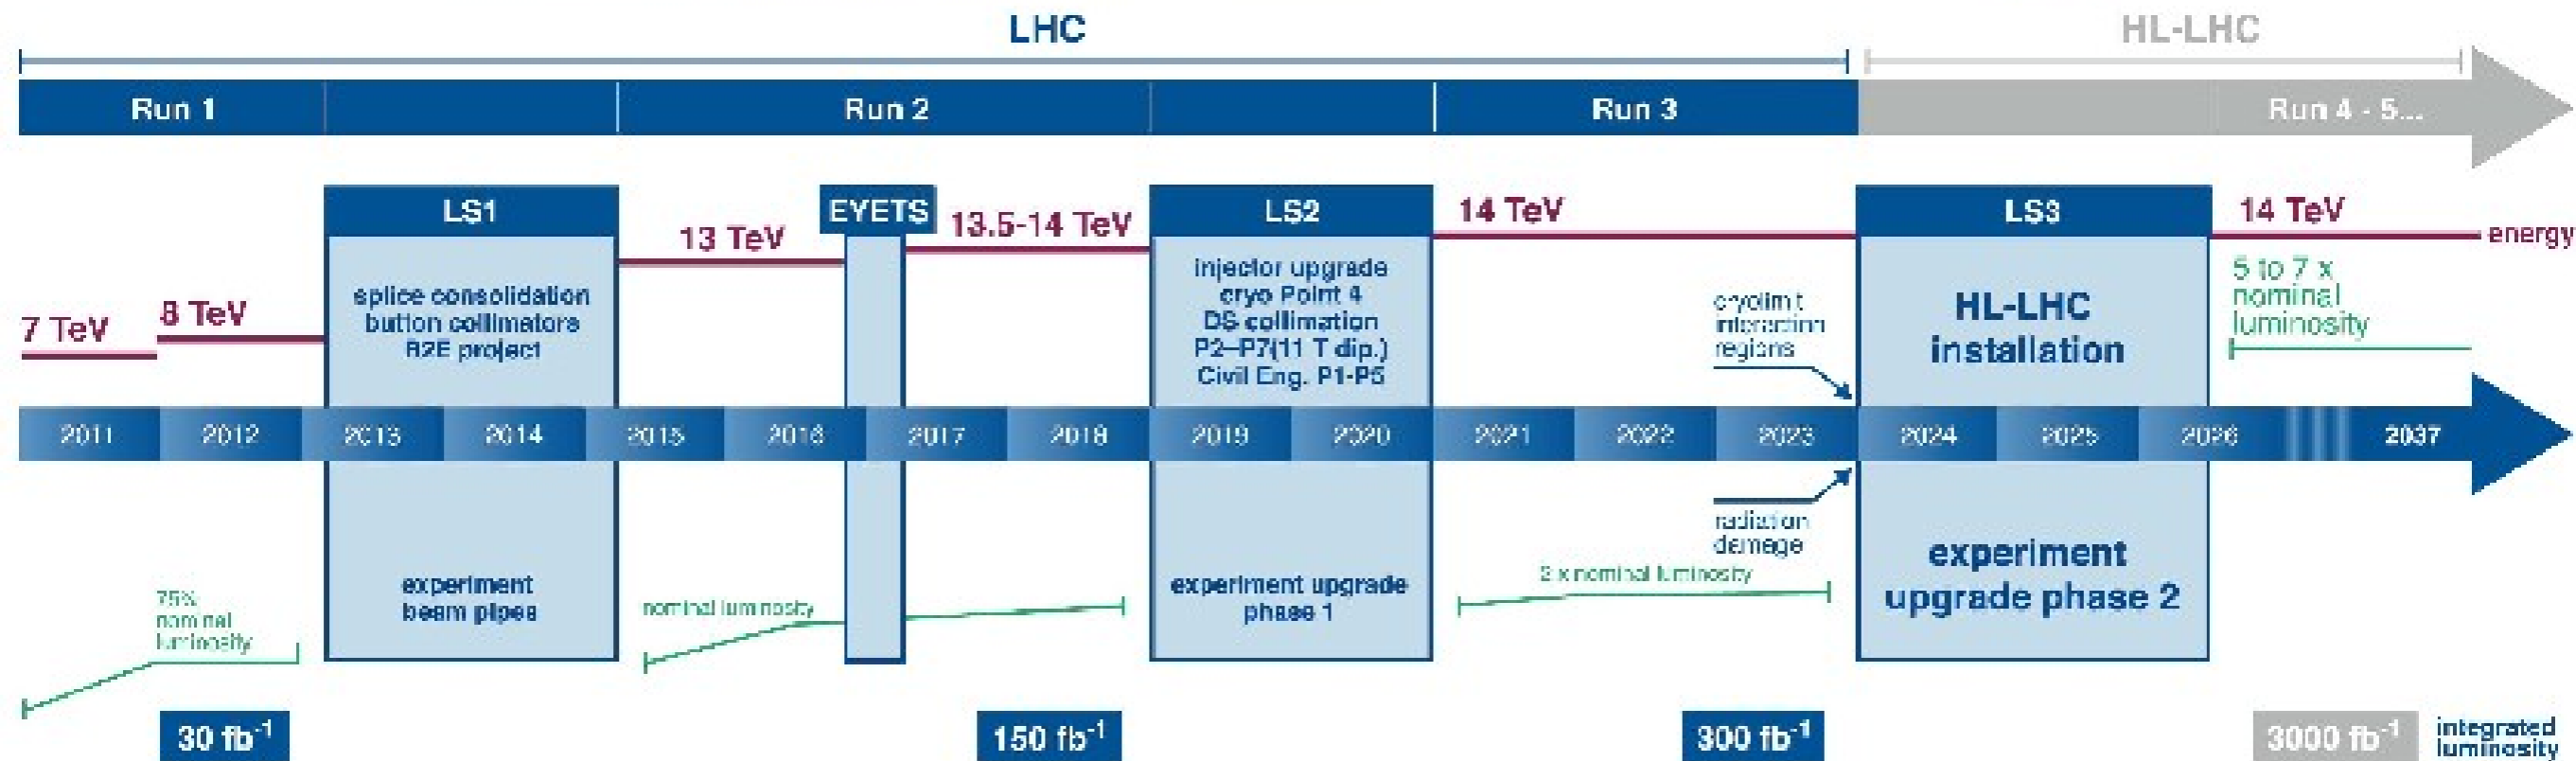 LHC
HL-LHC
Run 1
Run 2
Run 3
Run 4 - 5...
LS1
EYETS
LS2
LS3
7 TeV
8 TeV
13 TeV
13.5-14 TeV
14 TeV
14 TeV
energy
splice consolidation
button collimators
R2E project
injector upgrade
cryo Point 4
DS collimation
P2-P7(11 T dip.)
Civil Eng. P1-P5
cryolimit
interaction
regions
HL-LHC
installation
5 to 7 x
nominal
luminosity
2011
2012
2013
2014
2015
2016
2017
2018
2019
2020
2021
2022
2023
2024
2025
2026
2037
75%
nominal
luminosity
experiment
beam pipes
nominal luminosity
experiment upgrade
phase 1
2 x nominal luminosity
radiation
damage
experiment
upgrade phase 2
30 fb⁻¹
150 fb⁻¹
300 fb⁻¹
3000 fb⁻¹
integrated
luminosity